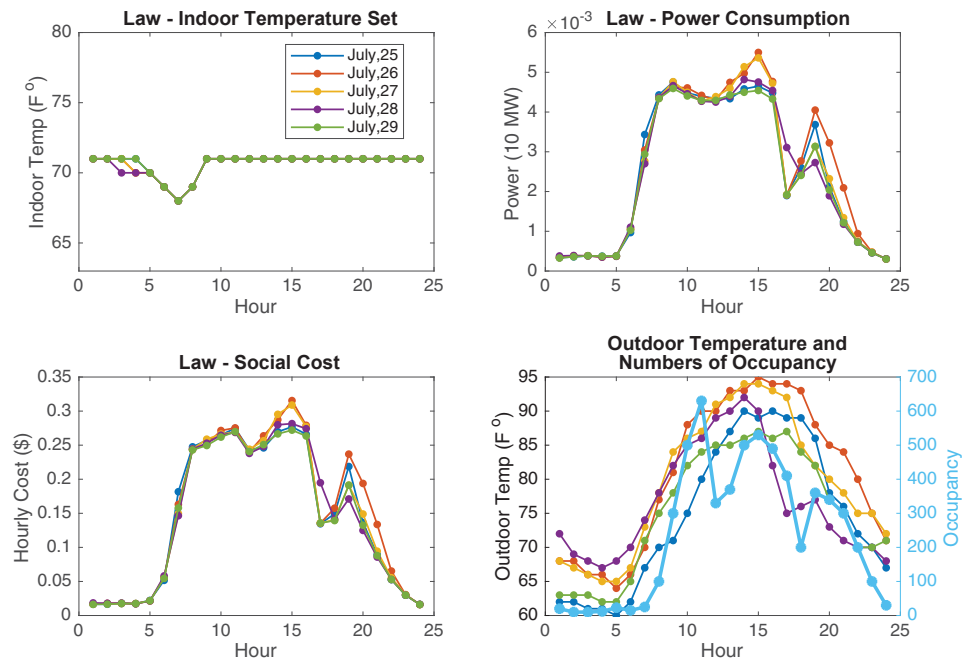 Law - Indoor Temperature Set
80
75
70
65
Indoor Temp (F°)
0 5 10 15 20 25
Hour
July,25
July,26
July,27
July,28
July,29
Law - Power Consumption
× 10⁻³
6
5
4
3
2
1
0
Power (10 MW)
0 5 10 15 20 25
Hour
Law - Social Cost
0.35
0.3
0.25
0.2
0.15
0.1
0.05
0
Hourly Cost ($)
0 5 10 15 20 25
Hour
Outdoor Temperature and
Numbers of Occupancy
95
90
85
80
75
70
65
60
Outdoor Temp (F °)
700
600
500
400
300
200
100
0
Occupancy
0 5 10 15 20 25
Hour